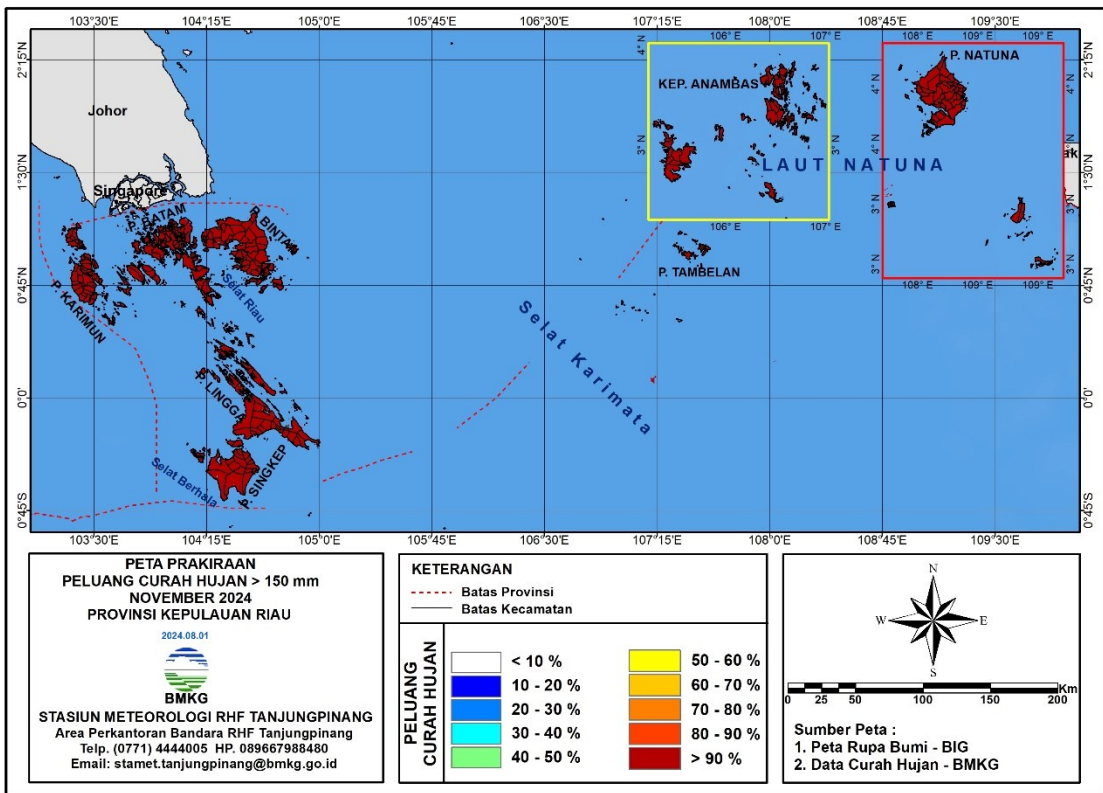 103°30'E 104°15'E 105°0'E 105°45'E 106°30'E 107°15'E 108°0'E 108°45'E 109°30'E
2°15'N
1°30'N
0°45'N
0°0'
0°45'S
Johor
Singapore
P. BATAM
P. BINTAN
P. KARIMUN
Selat Riau
P. LINGGA
P. SINGKEP
Selat Berhala
Selat Karimata
4° N 106° E 107° E
KEP. ANAMBAS
3° N 3° N
LAUT NATUNA
106° E 107° E
P. TAMBELAN
108° E 109° E 109° E
P. NATUNA
4° N 4° N
4° N 4° N
ak
3° N 3° N
3° N 3° N
108° E 109° E 109° E
2°15'N
1°30'N
0°45'N
0°0'
0°45'S
103°30'E 104°15'E 105°0'E 105°45'E 106°30'E 107°15'E 108°0'E 108°45'E 109°30'E
PETA PRAKIRAAN
PELUANG CURAH HUJAN > 150 mm
NOVEMBER 2024
PROVINSI KEPULAUAN RIAU
2024.08.01
BMKG
STASIUN METEOROLOGI RHF TANJUNGPINANG
Area Perkantoran Bandara RHF Tanjungpinang
Telp. (0771) 4444005 HP. 089667988480
Email: stamet.tanjungpinang@bmkg.go.id
KETERANGAN
Batas Provinsi
Batas Kecamatan
PELUANG
CURAH HUJAN
< 10 %
10 - 20 %
20 - 30 %
30 - 40 %
40 - 50 %
50 - 60 %
60 - 70 %
70 - 80 %
80 - 90 %
> 90 %
N
W E
S
0 25 50 100 150 200 Km
Sumber Peta :
1. Peta Rupa Bumi - BIG
2. Data Curah Hujan - BMKG